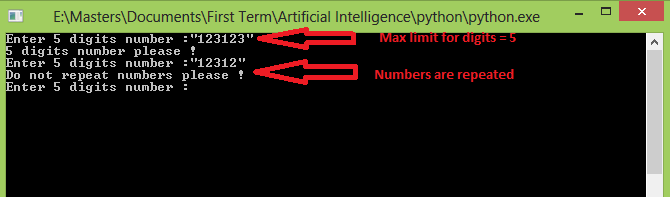 E:\Masters\Documents\First Term\Artificial Intelligence\python\python.exe
Enter 5 digits number :"123123"
Max limit for digits = 5
5 digits number please !
Enter 5 digits number :"12312"
Do not repeat numbers please !
Numbers are repeated
Enter 5 digits number :